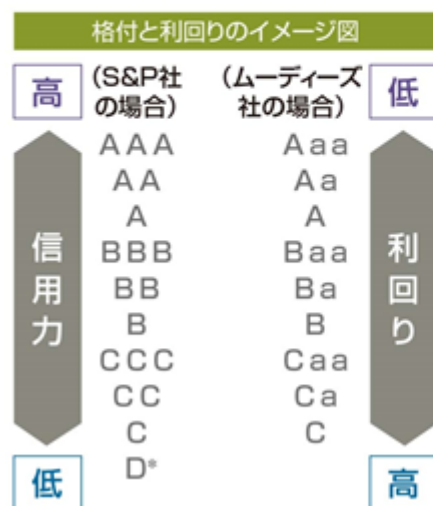 格付と利回りのイメージ図
高
(S&P社
の場合)
(ムーディーズ
社の場合)
低
信用力
AAA
AA
A
BBB
BB
B
CCC
CC
C
D*
Aaa
Aa
A
Baa
Ba
B
Caa
Ca
C
利回り
低
高